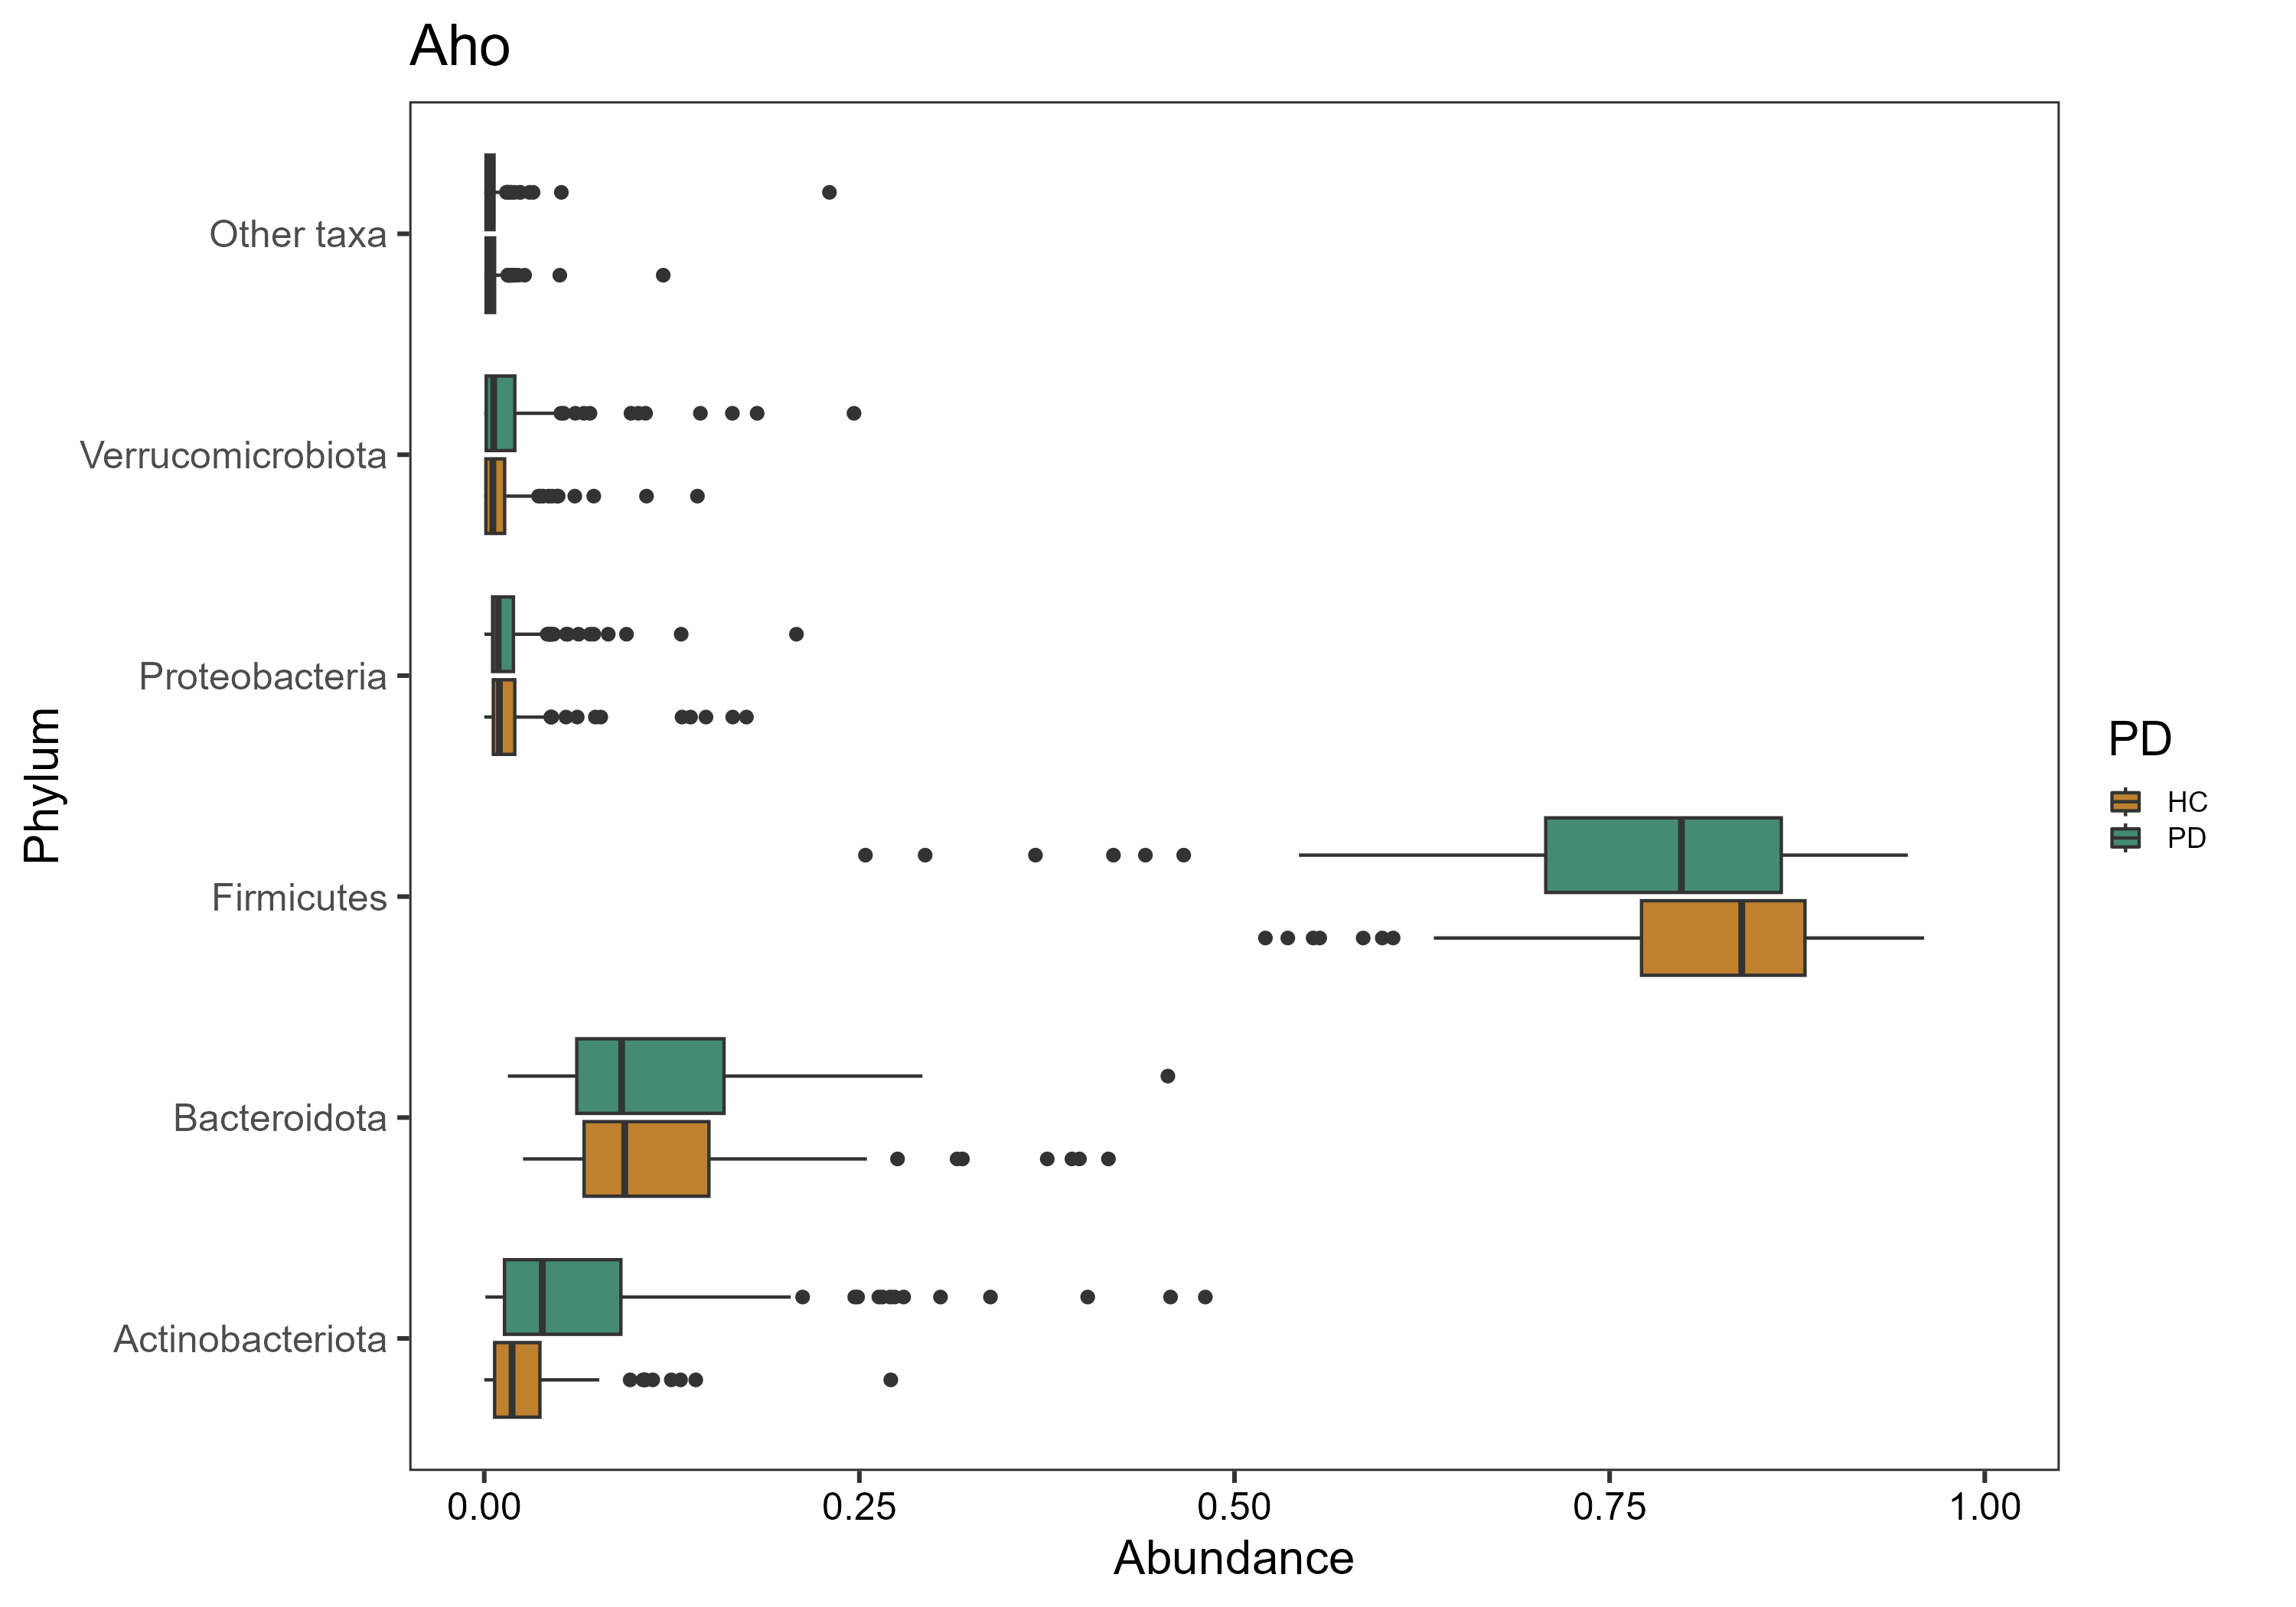 Aho
Other taxa
Verrucomicrobiota
Proteobacteria
Firmicutes
Bacteroidota
Actinobacteriota
Phylum
0.00 0.25 0.50 0.75 1.00
Abundance
PD
HC
PD